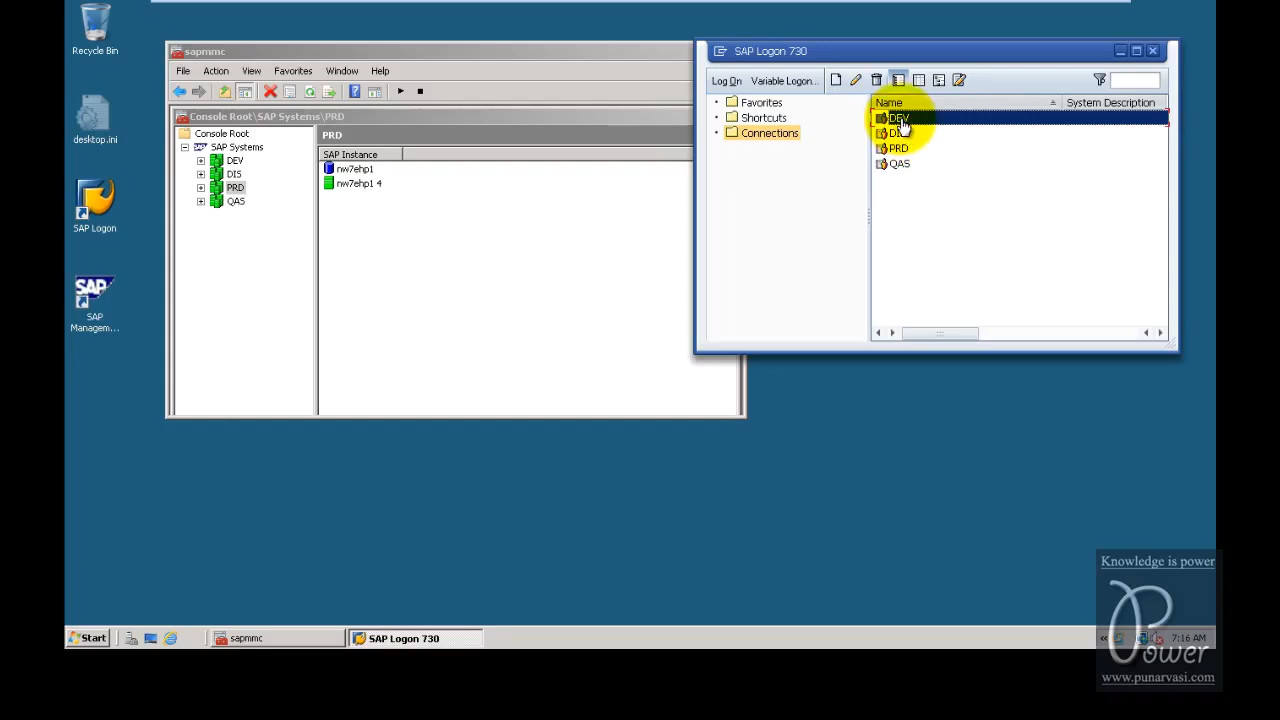 Recycle Bin
desktop.ini
SAP Logon
SAP
SAP
Managem...
sapmmc
File Action View Favorites Window Help
Console Root\SAP Systems\PRD
Console Root
SAP Systems
DEV
DIS
PRD
QAS
PRD
SAP Instance
nw7ehp1
nw7ehp1 4
SAP Logon 730
Log On Variable Logon...
Favorites
Shortcuts
Connections
Name System Description
DEV
PRD
QAS
Knowledge is power
Power
www.punarvasi.com
Start
sapmmc
SAP Logon 730
7:16 AM